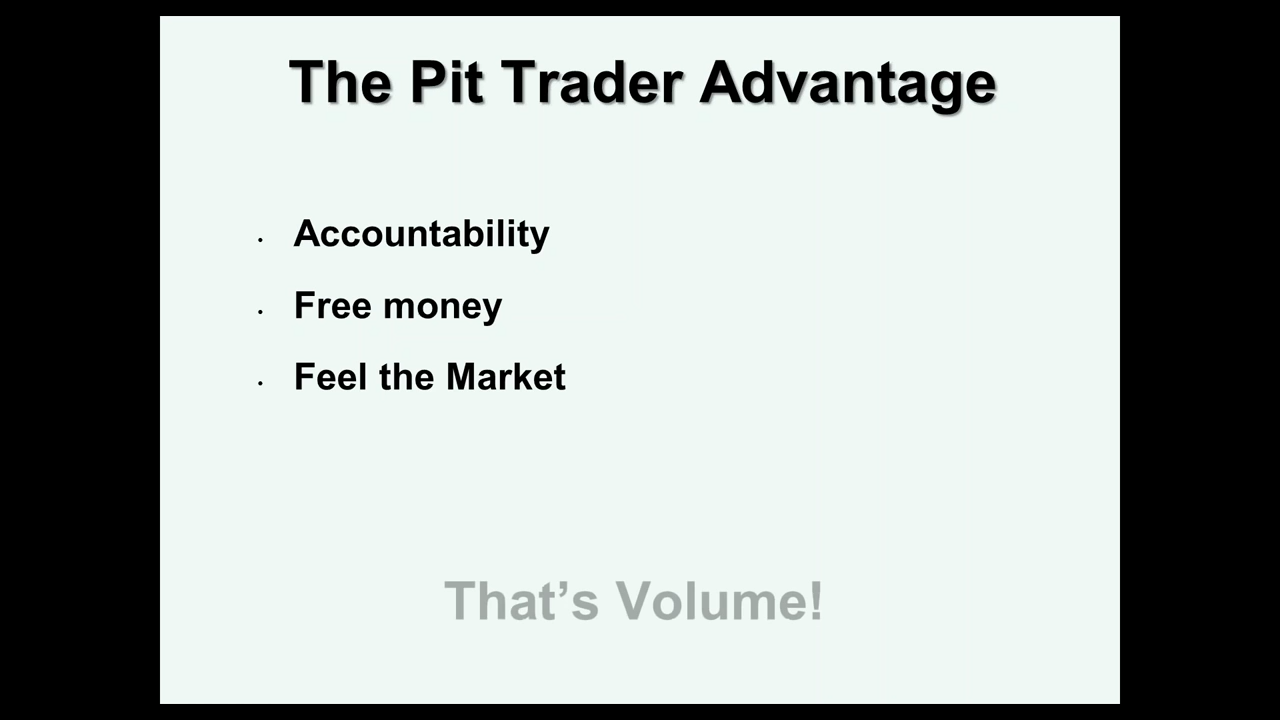 The Pit Trader Advantage
• Accountability
• Free money
• Feel the Market
That’s Volume!